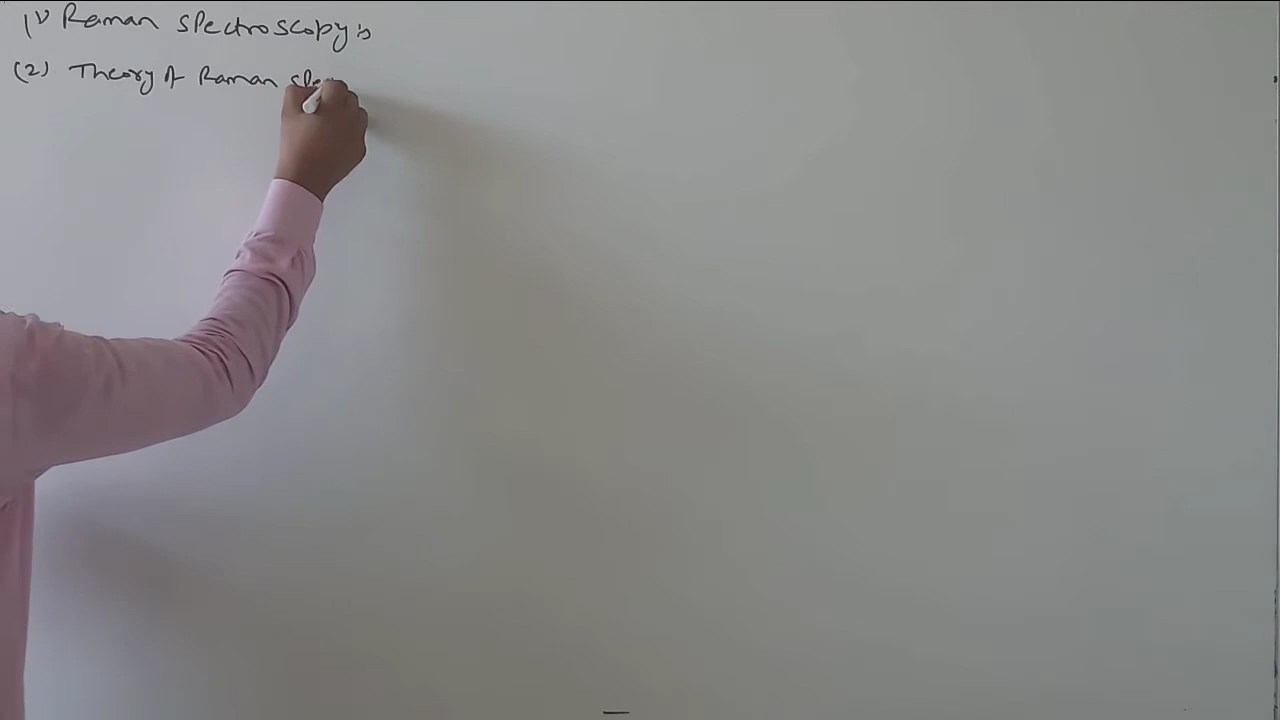 1) Raman spectroscopy :-
(2) Theory of Raman spe